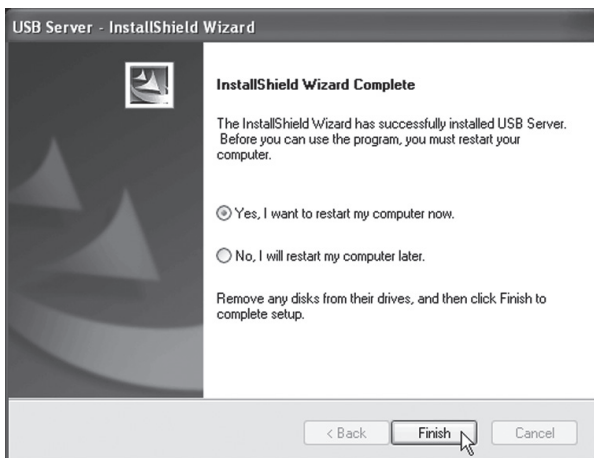 USB Server - InstallShield Wizard
InstallShield Wizard Complete
The InstallShield Wizard has successfully installed USB Server.
Before you can use the program, you must restart your
computer.
Yes, I want to restart my computer now.
No, I will restart my computer later.
Remove any disks from their drives, and then click Finish to
complete setup.
< Back Finish Cancel